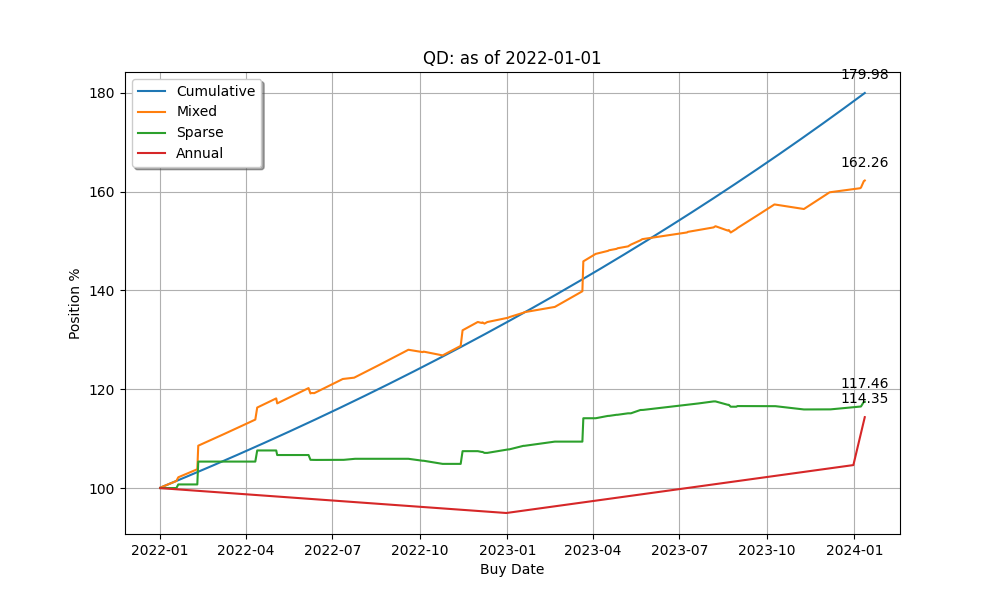 QD: as of 2022-01-01
179.98
180
Cumulative
Mixed
Sparse
Annual
162.26
160
140
120
117.46
114.35
100
Position %
2022-01 2022-04 2022-07 2022-10 2023-01 2023-04 2023-07 2023-10 2024-01
Buy Date